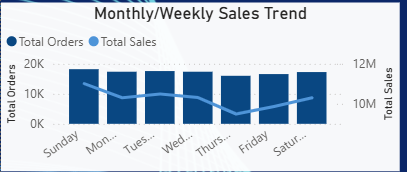 Monthly/Weekly Sales Trend
Total Orders Total Sales
Total Orders
20K
10K
0K
12M
10M
Total Sales
Sunday Mon... Tues... Wed... Thurs... Friday Satur...